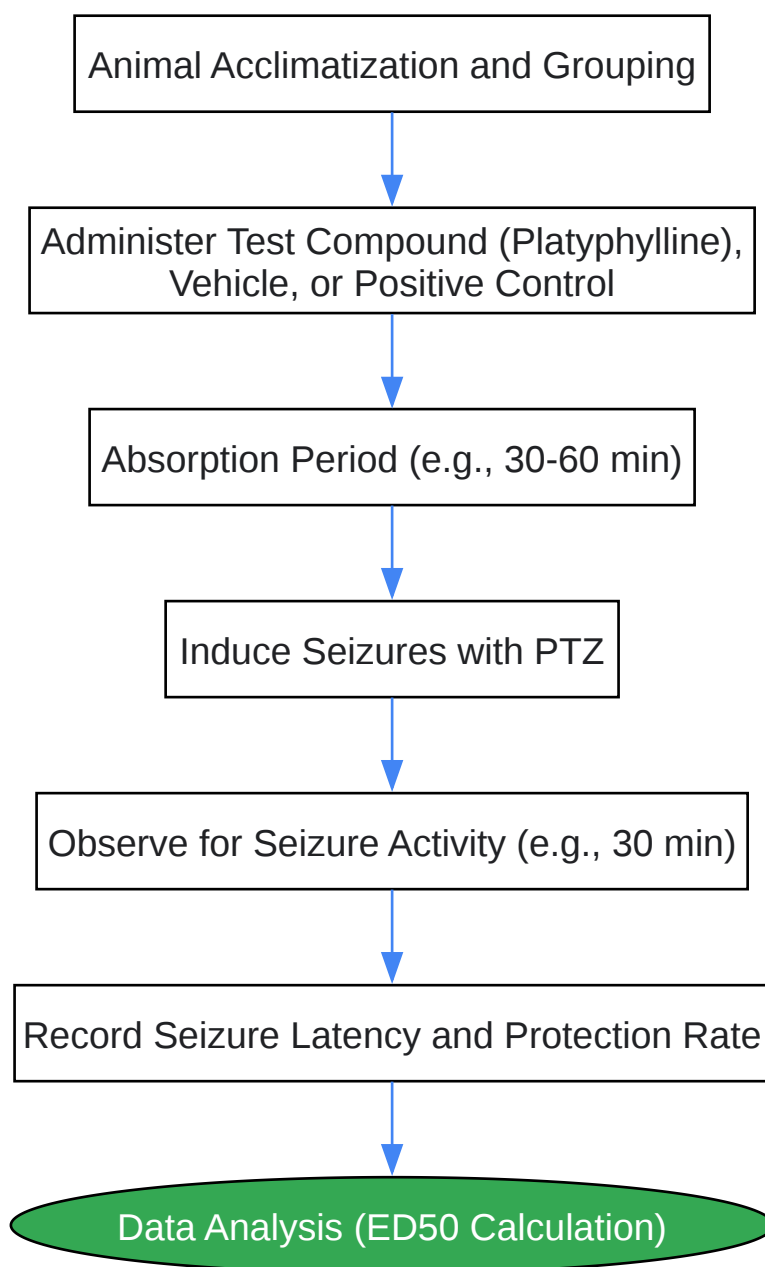 Animal Acclimatization and Grouping
Administer Test Compound (Platyphylline),
Vehicle, or Positive Control
Absorption Period (e.g., 30-60 min)
Induce Seizures with PTZ
Observe for Seizure Activity (e.g., 30 min)
Record Seizure Latency and Protection Rate
Data Analysis (ED50 Calculation)